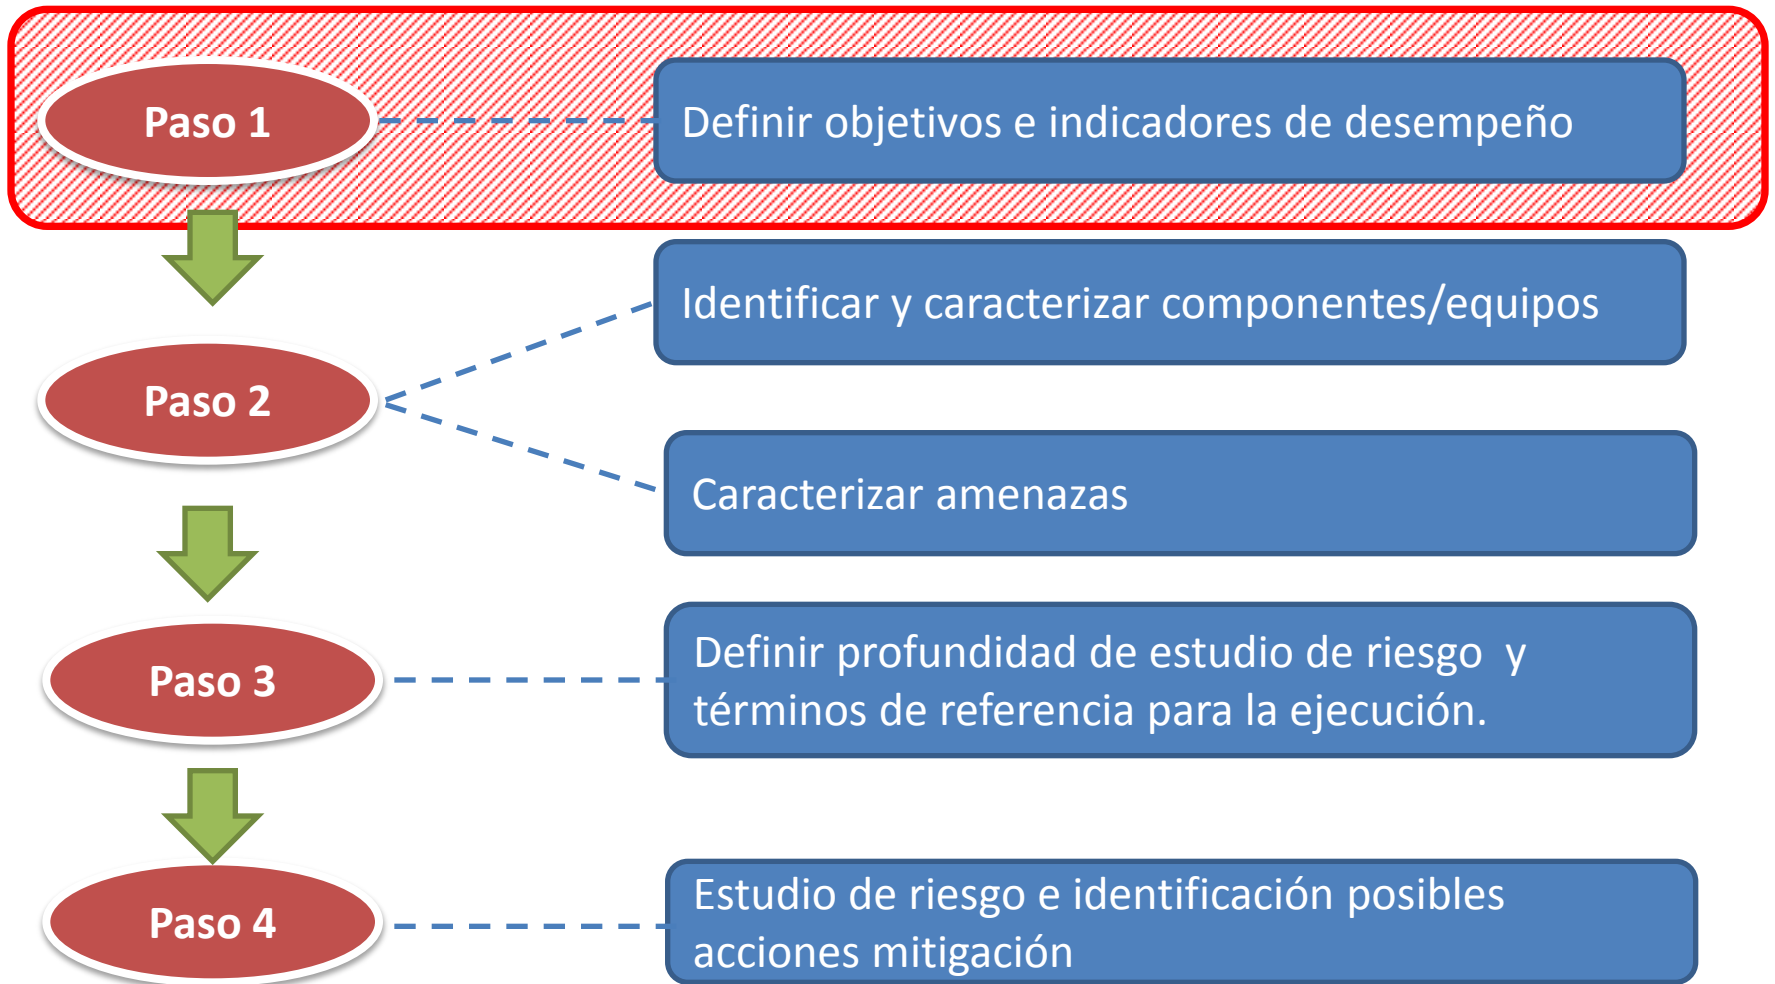 Paso 1
Definir objetivos e indicadores de desempeño
Identificar y caracterizar componentes/equipos
Paso 2
Caracterizar amenazas
Paso 3
Definir profundidad de estudio de riesgo  y
términos de referencia para la ejecución.
Paso 4
Estudio de riesgo e identificación posibles
acciones mitigación